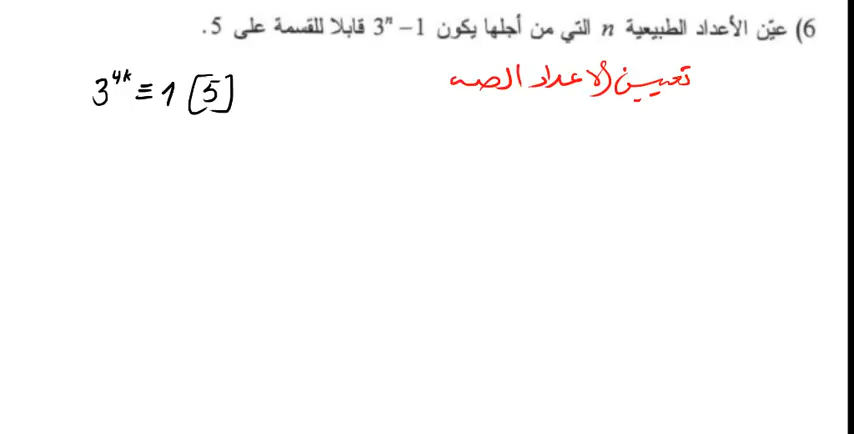 6) عيّن الأعداد الطبيعية n التي من أجلها يكون 3ⁿ − 1 قابلا للقسمة على 5.
تعيين الاعداد
3⁴ᵏ ≡ 1 [5]